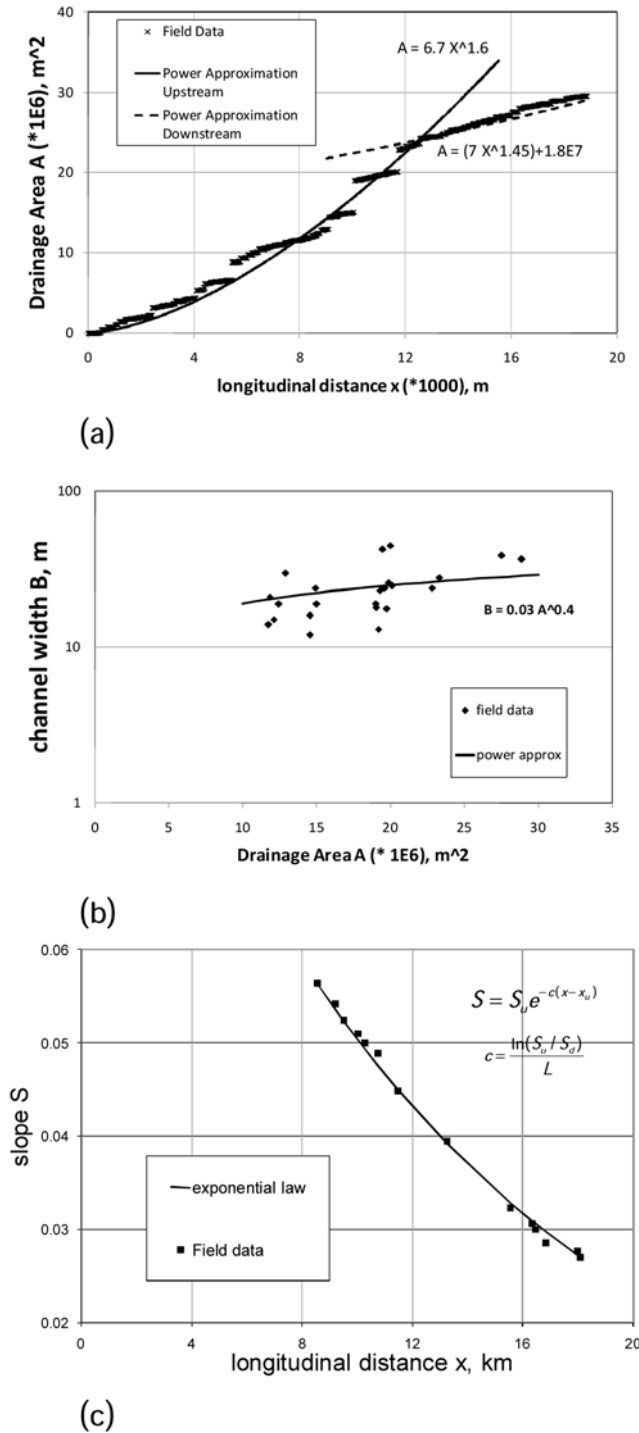 40
30
20
10
0
Drainage Area A (*1E6), m^2
Field Data
Power Approximation
Upstream
Power Approximation
Downstream
A = 6.7 X^1.6
A = (7 X^1.45)+1.8E7
0 4 8 12 16 20
longitudinal distance x (*1000), m
(a)
100
10
1
channel width B, m
B = 0.03 A^0.4
field data
power approx
0 5 10 15 20 25 30 35
Drainage Area A (* 1E6), m^2
(b)
0.06
0.05
0.04
0.03
0.02
slope S
S = S_u e^{-c(x-x_u)}
c = ln(S_u / S_d) / L
exponential law
Field data
0 4 8 12 16 20
longitudinal distance x, km
(c)